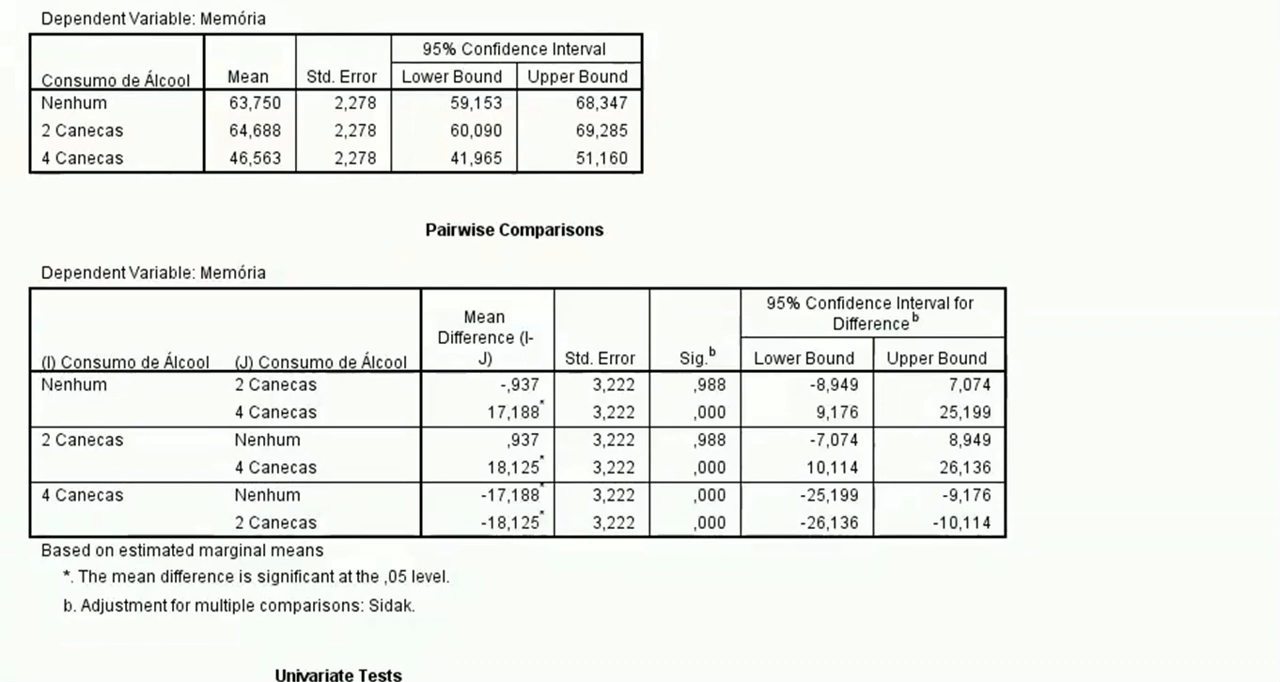 Dependent Variable: Memória
95% Confidence Interval
Consumo de Álcool Mean Std. Error Lower Bound Upper Bound
Nenhum 63,750 2,278 59,153 68,347
2 Canecas 64,688 2,278 60,090 69,285
4 Canecas 46,563 2,278 41,965 51,160
Pairwise Comparisons
Dependent Variable: Memória
95% Confidence Interval for
Difference b
Mean
Difference (I-
J)
(I) Consumo de Álcool (J) Consumo de Álcool Std. Error Sig. b Lower Bound Upper Bound
Nenhum 2 Canecas -,937 3,222 ,988 -8,949 7,074
4 Canecas 17,188* 3,222 ,000 9,176 25,199
2 Canecas Nenhum ,937 3,222 ,988 -7,074 8,949
4 Canecas 18,125* 3,222 ,000 10,114 26,136
4 Canecas Nenhum -17,188* 3,222 ,000 -25,199 -9,176
2 Canecas -18,125* 3,222 ,000 -26,136 -10,114
Based on estimated marginal means
*. The mean difference is significant at the ,05 level.
b. Adjustment for multiple comparisons: Sidak.
Univariate Tests